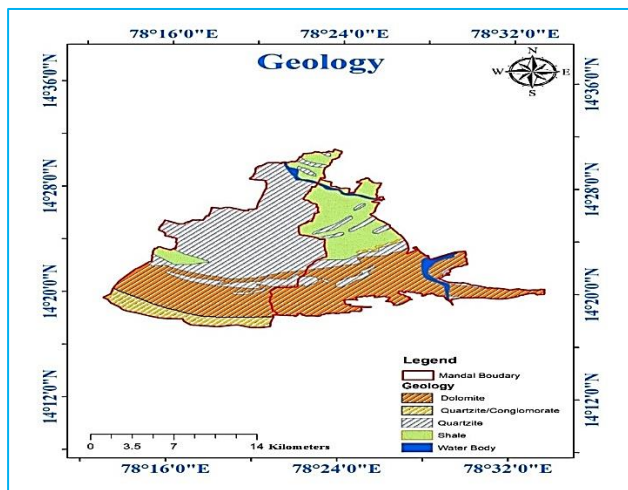 78°16'0"E 78°24'0"E 78°32'0"E
Geology
N
W E
S
14°36'0"N 14°36'0"N
14°28'0"N 14°28'0"N
14°20'0"N 14°20'0"N
14°12'0"N 14°12'0"N
Legend
Mandal Boudary
Geology
Dolomite
Quartzite/Conglomorate
Quartzite
Shale
Water Body
0 3.5 7 14 Kilometers
78°16'0"E 78°24'0"E 78°32'0"E